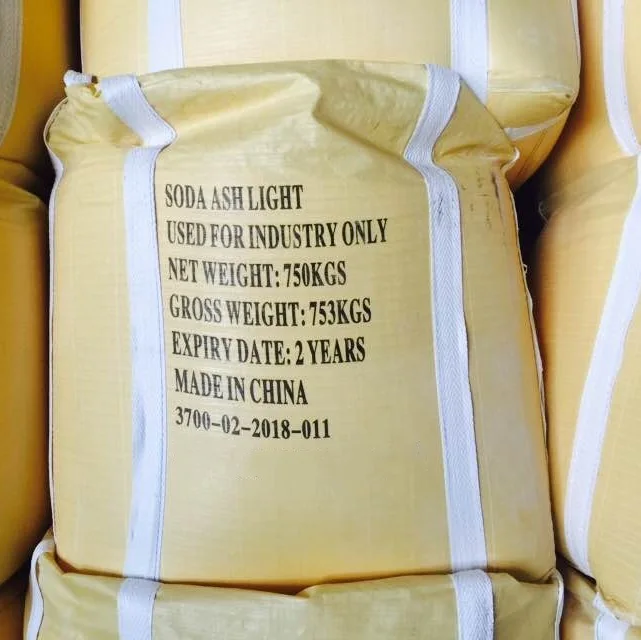 SODA ASH LIGHT
USED FOR INDUSTRY ONLY
NET WEIGHT: 750KGS
GROSS WEIGHT: 753KGS
EXPIRY DATE: 2 YEARS
MADE IN CHINA
3700-02-2018-011